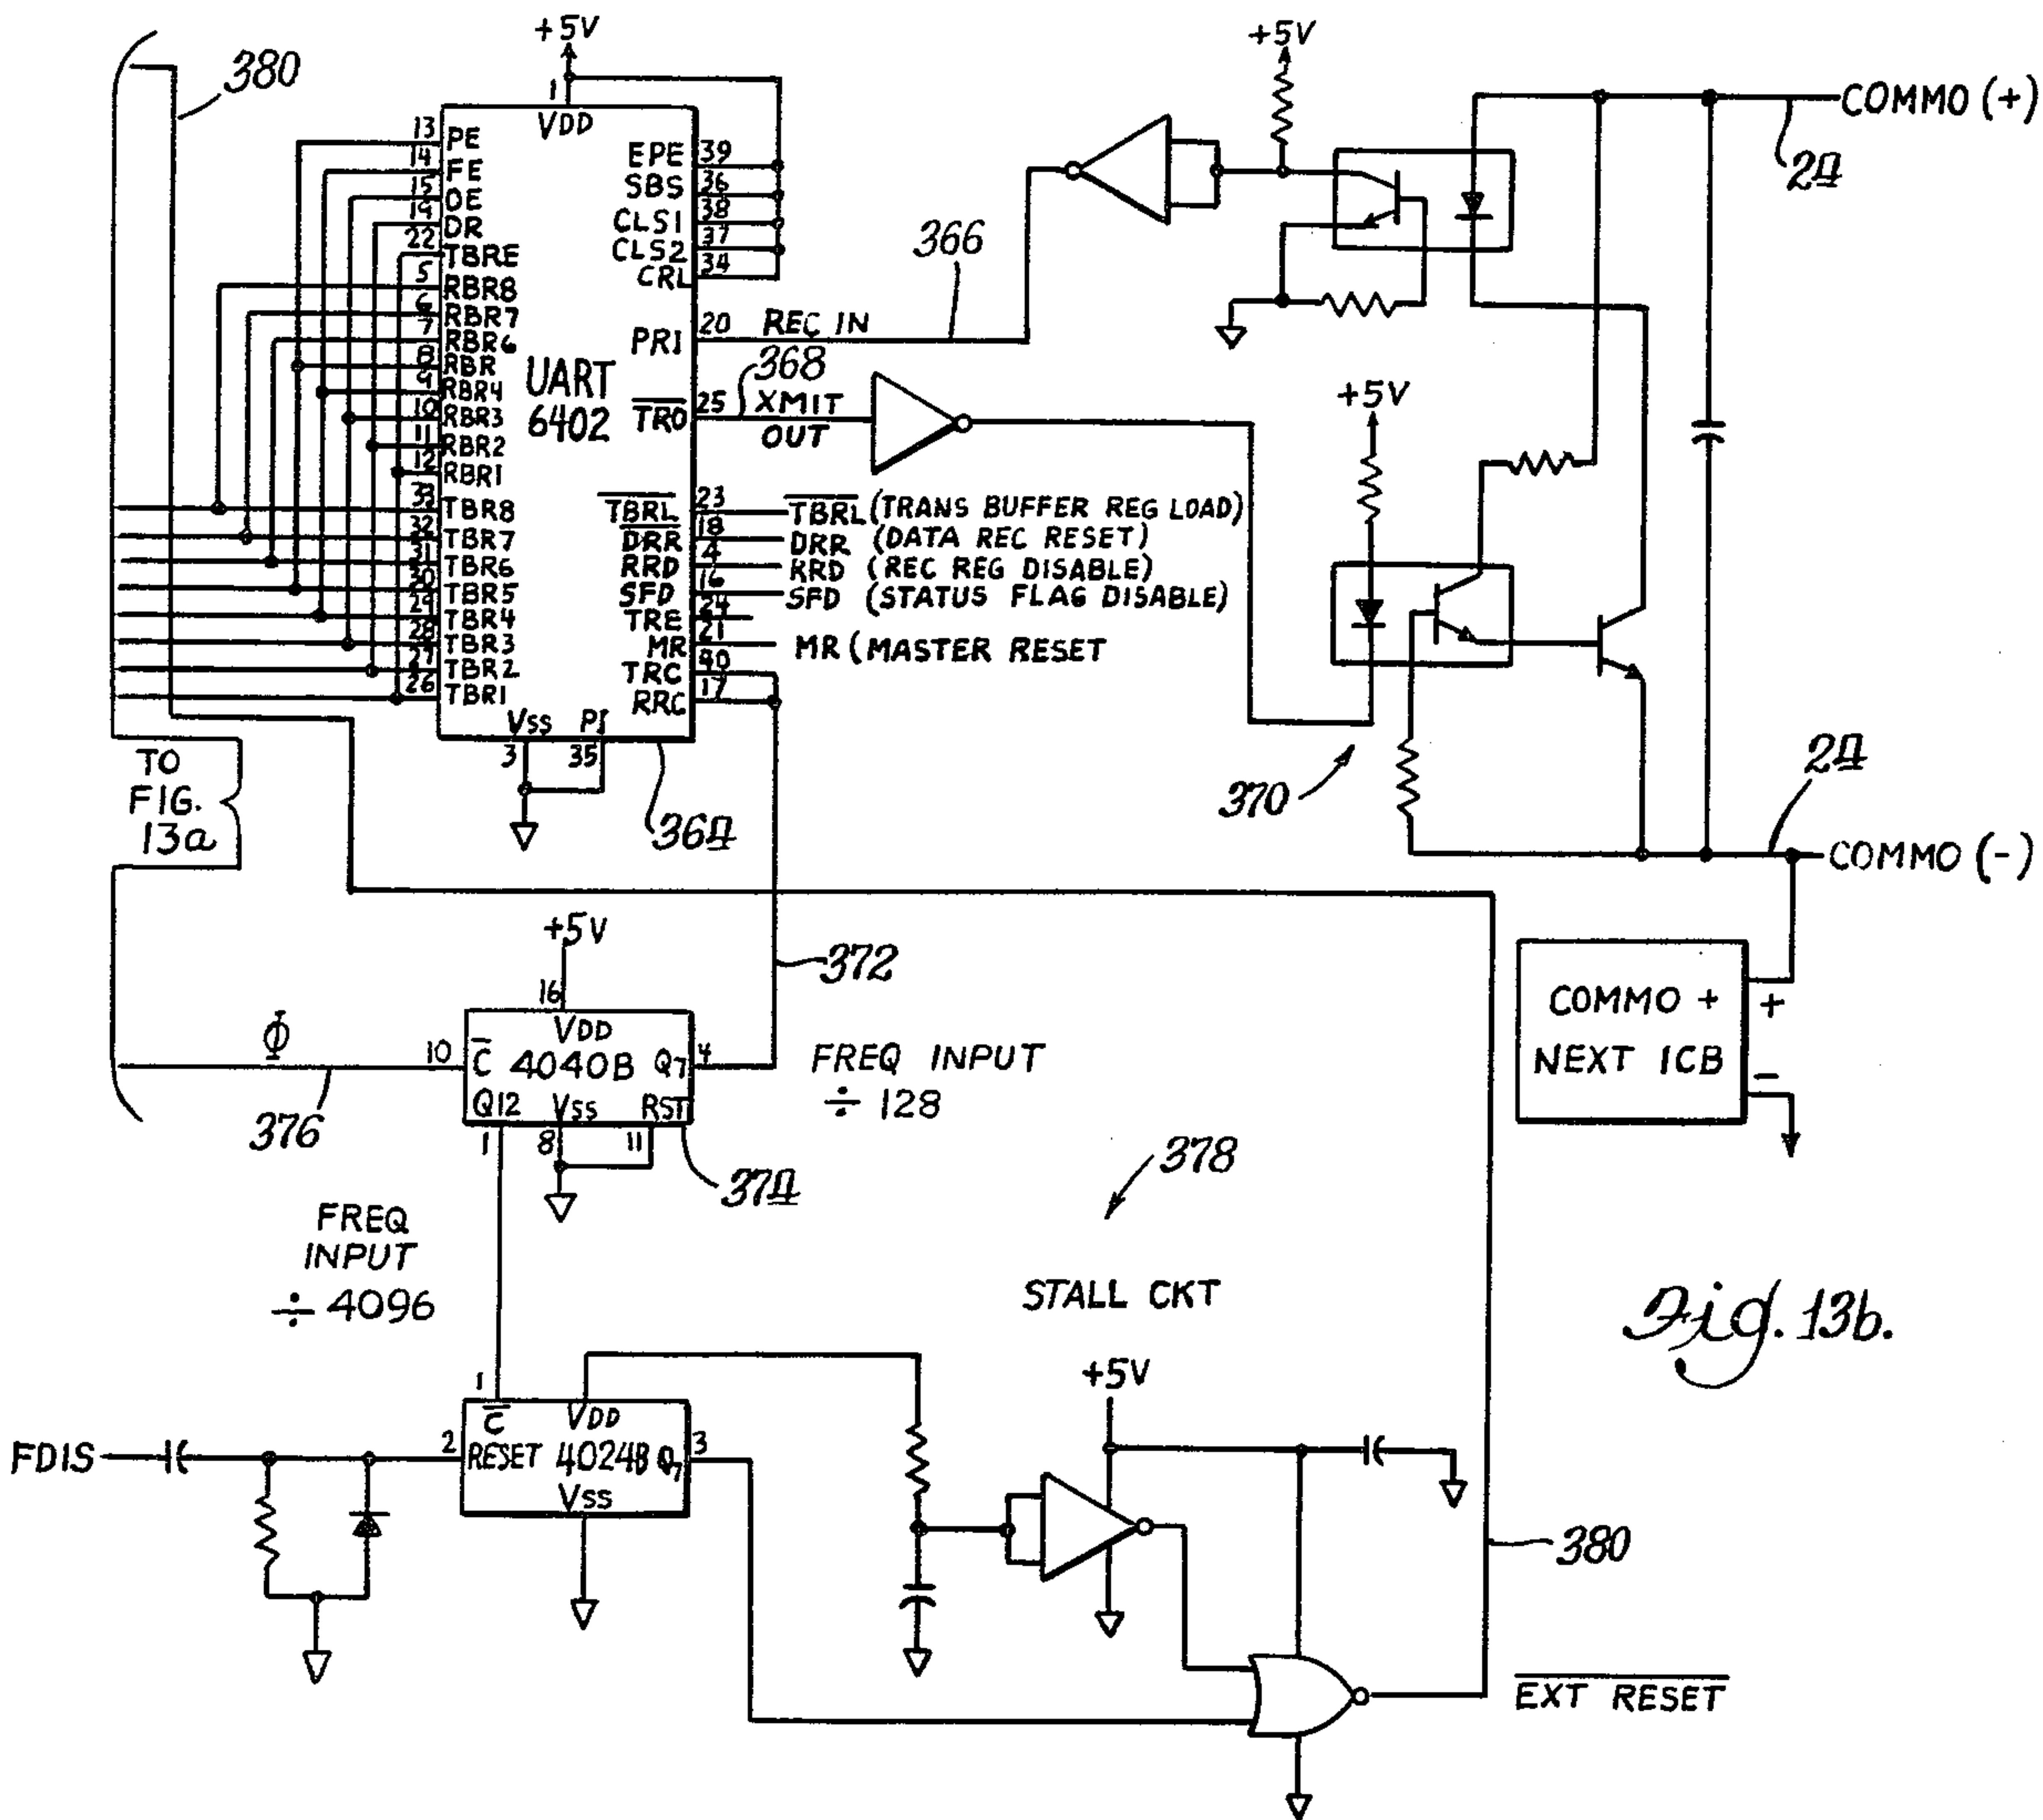 380
+5V
1
VDD
13 PE
14 FE
15 OE
19 DR
22 TBRE
5 RBR8
6 RBR7
7 RBR6
8 RBR
9 RBR4
10 RBR3
11 RBR2
12 RBR1
33 TBR8
32 TBR7
31 TBR6
30 TBR5
29 TBR4
28 TBR3
27 TBR2
26 TBR1
UART
6402
EPE 39
SBS 36
CLS1 38
CLS2 37
CRL 34
PRI 20 REC IN
366
TRO 25 XMIT
OUT
368
TBRL 23 TBRL (TRANS BUFFER REG LOAD)
DRR 18 DRR (DATA REC RESET)
RRD 4 RRD (REC REG DISABLE)
SFD 16 SFD (STATUS FLAG DISABLE)
TRE 24
MR 21 MR (MASTER RESET
TRC 40
RRC 17
VSS PI
3 35
364
+5V
COMMO (+)
24
+5V
370
24
COMMO (-)
COMMO + +
NEXT ICB -
TO
FIG.
13a
372
+5V
16
VDD
Φ
10 C 4040B Q7 4
Q12 VSS RST
1 8 11
376
374
FREQ INPUT
÷ 128
FREQ
INPUT
÷ 4096
378
STALL CKT
Fig. 13b.
1
C VDD
FDIS 2 RESET 4024B Q7 3
VSS
+5V
380
EXT RESET